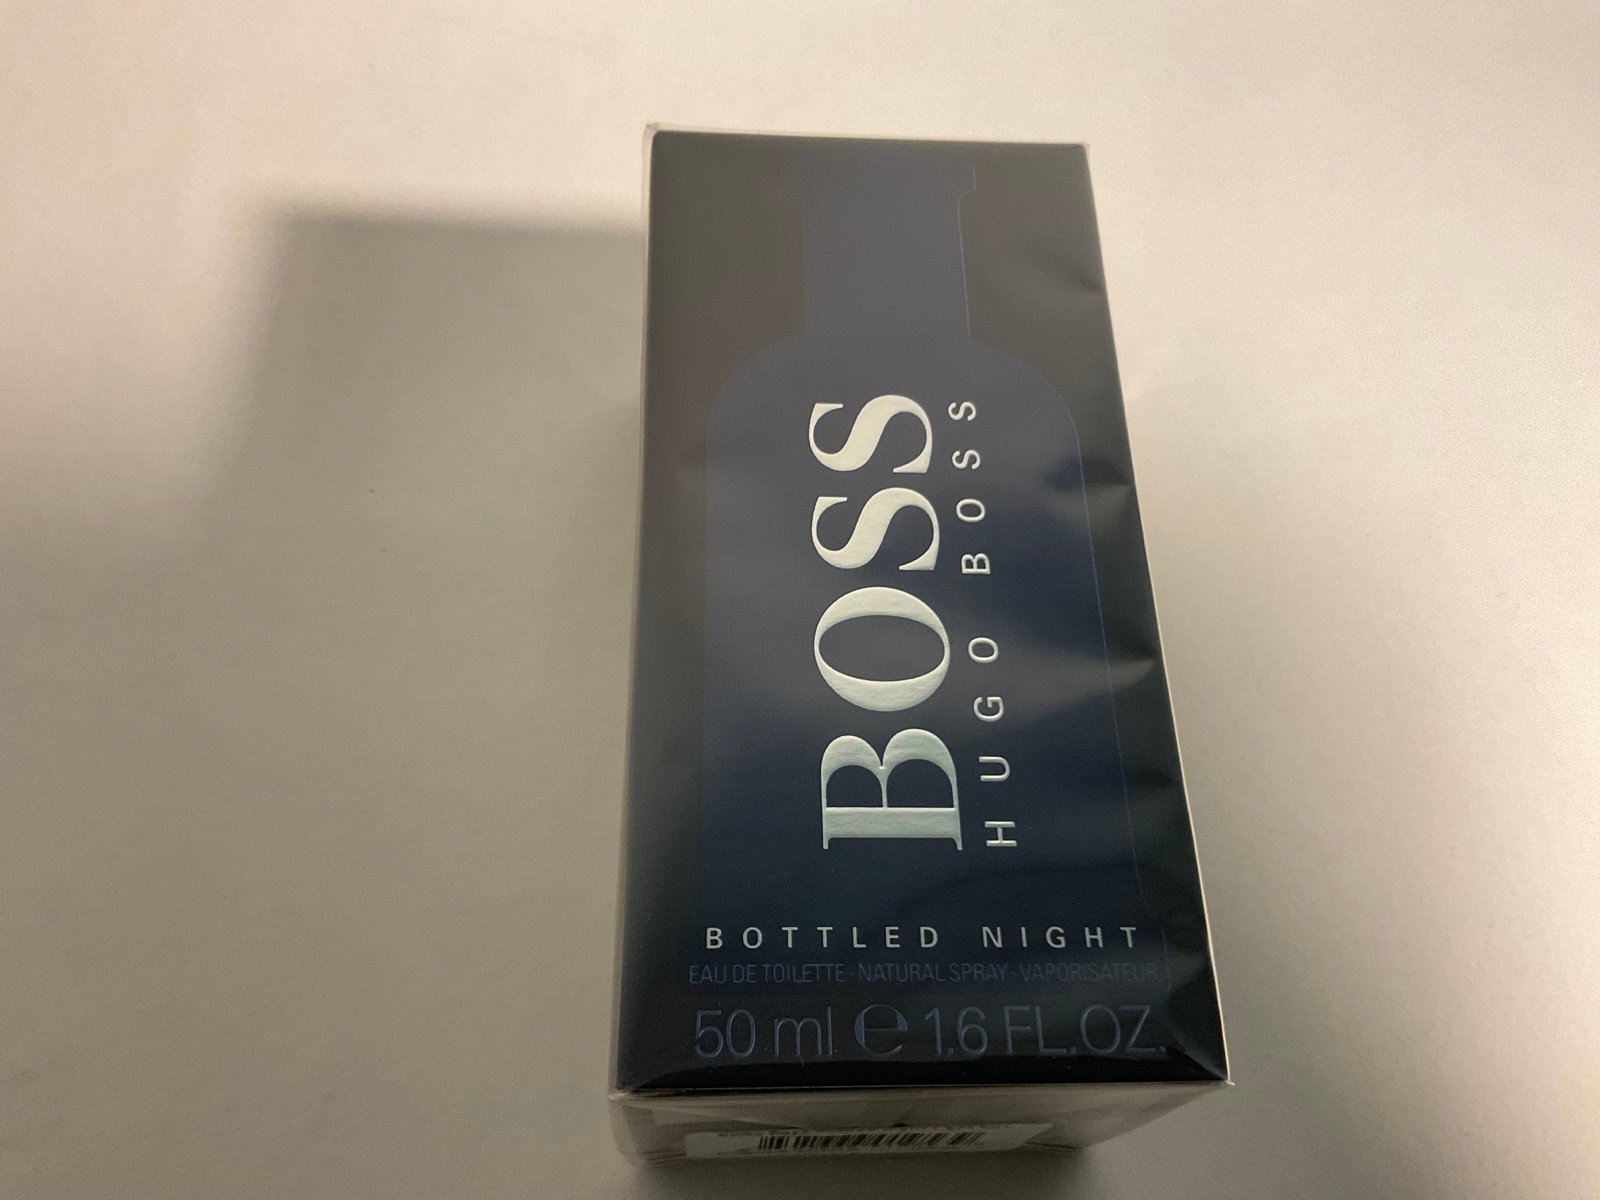 BOSS
HUGO BOSS
BOTTLED NIGHT
EAU DE TOILETTE · NATURAL SPRAY · VAPORISATEUR
50 ml ℮ 1.6 FL. OZ.